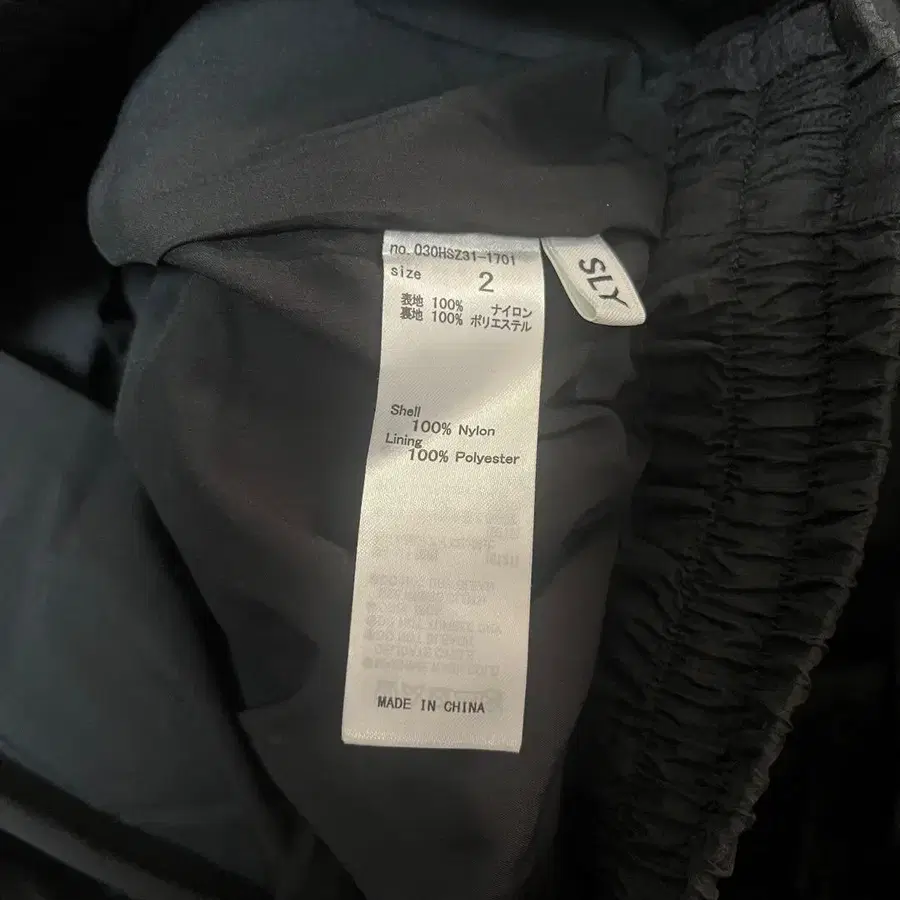 no. 030HSZ31-1701
size 2
表地 100% ナイロン
裏地 100% ポリエステル
Shell
100% Nylon
Lining
100% Polyester
MADE IN CHINA
SLY